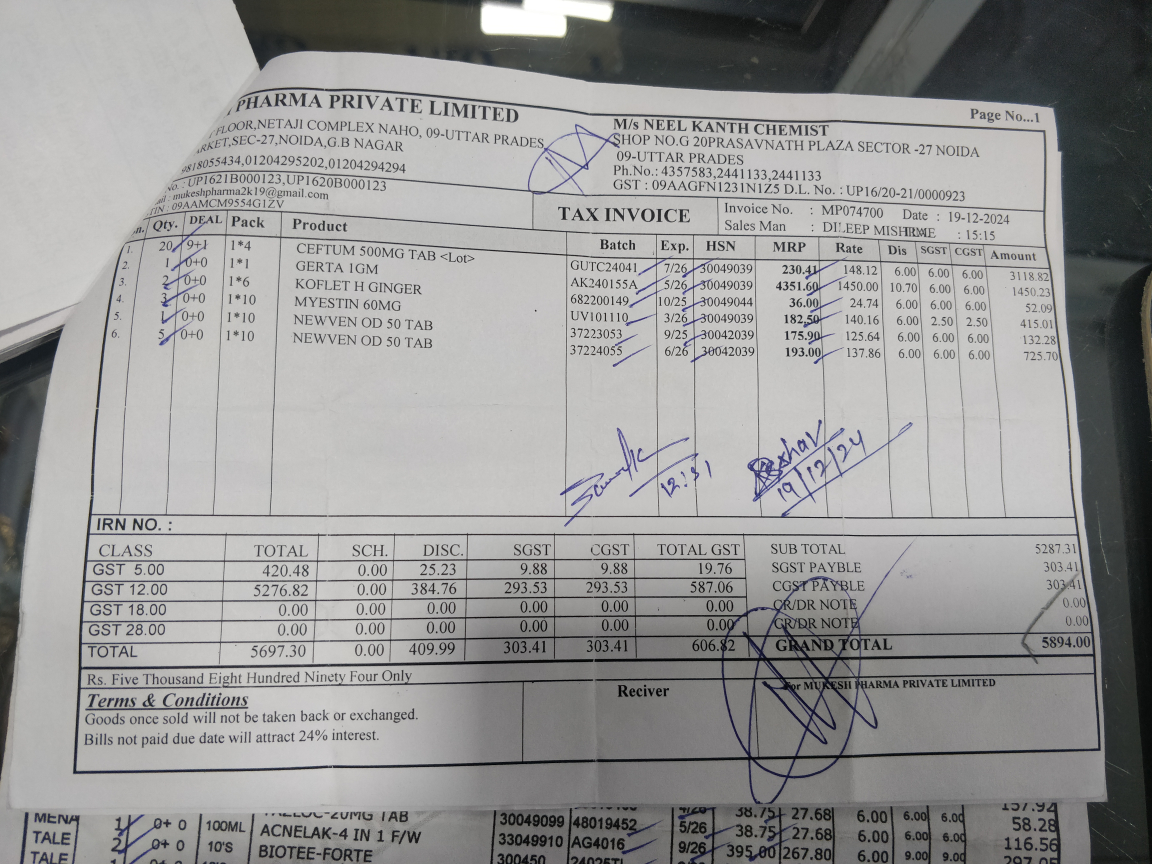 PHARMA PRIVATE LIMITED
Page No...1
FLOOR,NETAJI COMPLEX NAHO, 09-UTTAR PRADES
ARKET,SEC-27,NOIDA,G.B NAGAR
9818055434,01204295202,01204294294
No. : UP1621B000123,UP1620B000123
mukeshpharma2k19@gmail.com
09AAMCM9554G1ZV
M/s NEEL KANTH CHEMIST
SHOP NO.G 20PRASAVNATH PLAZA SECTOR -27 NOIDA
09-UTTAR PRADES
Ph.No.: 4357583,2441133,2441133
GST : 09AAGFN1231N1Z5 D.L. No. : UP16/20-21/0000923
TAX INVOICE
Invoice No. : MP074700 Date : 19-12-2024
Sales Man : DILEEP MISHRA : 15:15
Qty. DEAL Pack Product Batch Exp. HSN MRP Rate Dis SGST CGST Amount
1. 20 9+1 1*4 CEFTUM 500MG TAB <Lot> GUTC24041 7/26 30049039 230.41 148.12 6.00 6.00 6.00 3118.82
2. 1 0+0 1*1 GERTA 1GM AK240155A 5/26 30049039 4351.60 1450.00 10.70 6.00 6.00 1450.23
3. 2 0+0 1*6 KOFLET H GINGER 682200149 10/25 30049044 36.00 24.74 6.00 6.00 6.00 52.09
4. 3 0+0 1*10 MYESTIN 60MG UV101110 3/26 30049039 182.50 140.16 6.00 2.50 2.50 415.01
5. 1 0+0 1*10 NEWVEN OD 50 TAB 37223053 9/25 30042039 175.90 125.64 6.00 6.00 6.00 132.28
6. 5 0+0 1*10 NEWVEN OD 50 TAB 37224055 6/26 30042039 193.00 137.86 6.00 6.00 6.00 725.70
12:31
19/12/24
IRN NO. :
CLASS TOTAL SCH. DISC. SGST CGST TOTAL GST
GST 5.00 420.48 0.00 25.23 9.88 9.88 19.76
GST 12.00 5276.82 0.00 384.76 293.53 293.53 587.06
GST 18.00 0.00 0.00 0.00 0.00 0.00 0.00
GST 28.00 0.00 0.00 0.00 0.00 0.00 0.00
TOTAL 5697.30 0.00 409.99 303.41 303.41 606.82
SUB TOTAL 5287.31
SGST PAYBLE 303.41
CGST PAYBLE 303.41
CR/DR NOTE 0.00
CR/DR NOTE 0.00
GRAND TOTAL 5894.00
Rs. Five Thousand Eight Hundred Ninety Four Only
Terms & Conditions
Goods once sold will not be taken back or exchanged.
Bills not paid due date will attract 24% interest.
Reciver
For MUKESH PHARMA PRIVATE LIMITED
20MG TAB 157.92
MENA 1 0+ 0 100ML ACNELAK-4 IN 1 F/W 30049099 48019452 5/26 38.75 27.68 6.00 6.00 6.00 58.28
TALE 2 0+ 0 10'S BIOTEE-FORTE 33049910 AG4016 9/26 395.00 267.80 6.00 9.00 9.00 116.56
TALE